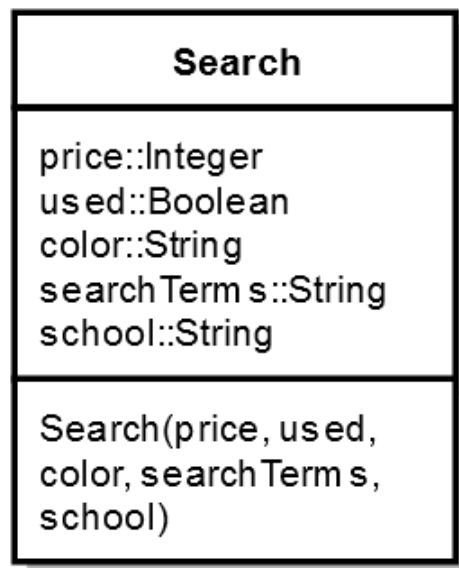 Search
price::Integer
used::Boolean
color::String
searchTerms::String
school::String
Search(price, used,
color, searchTerms,
school)